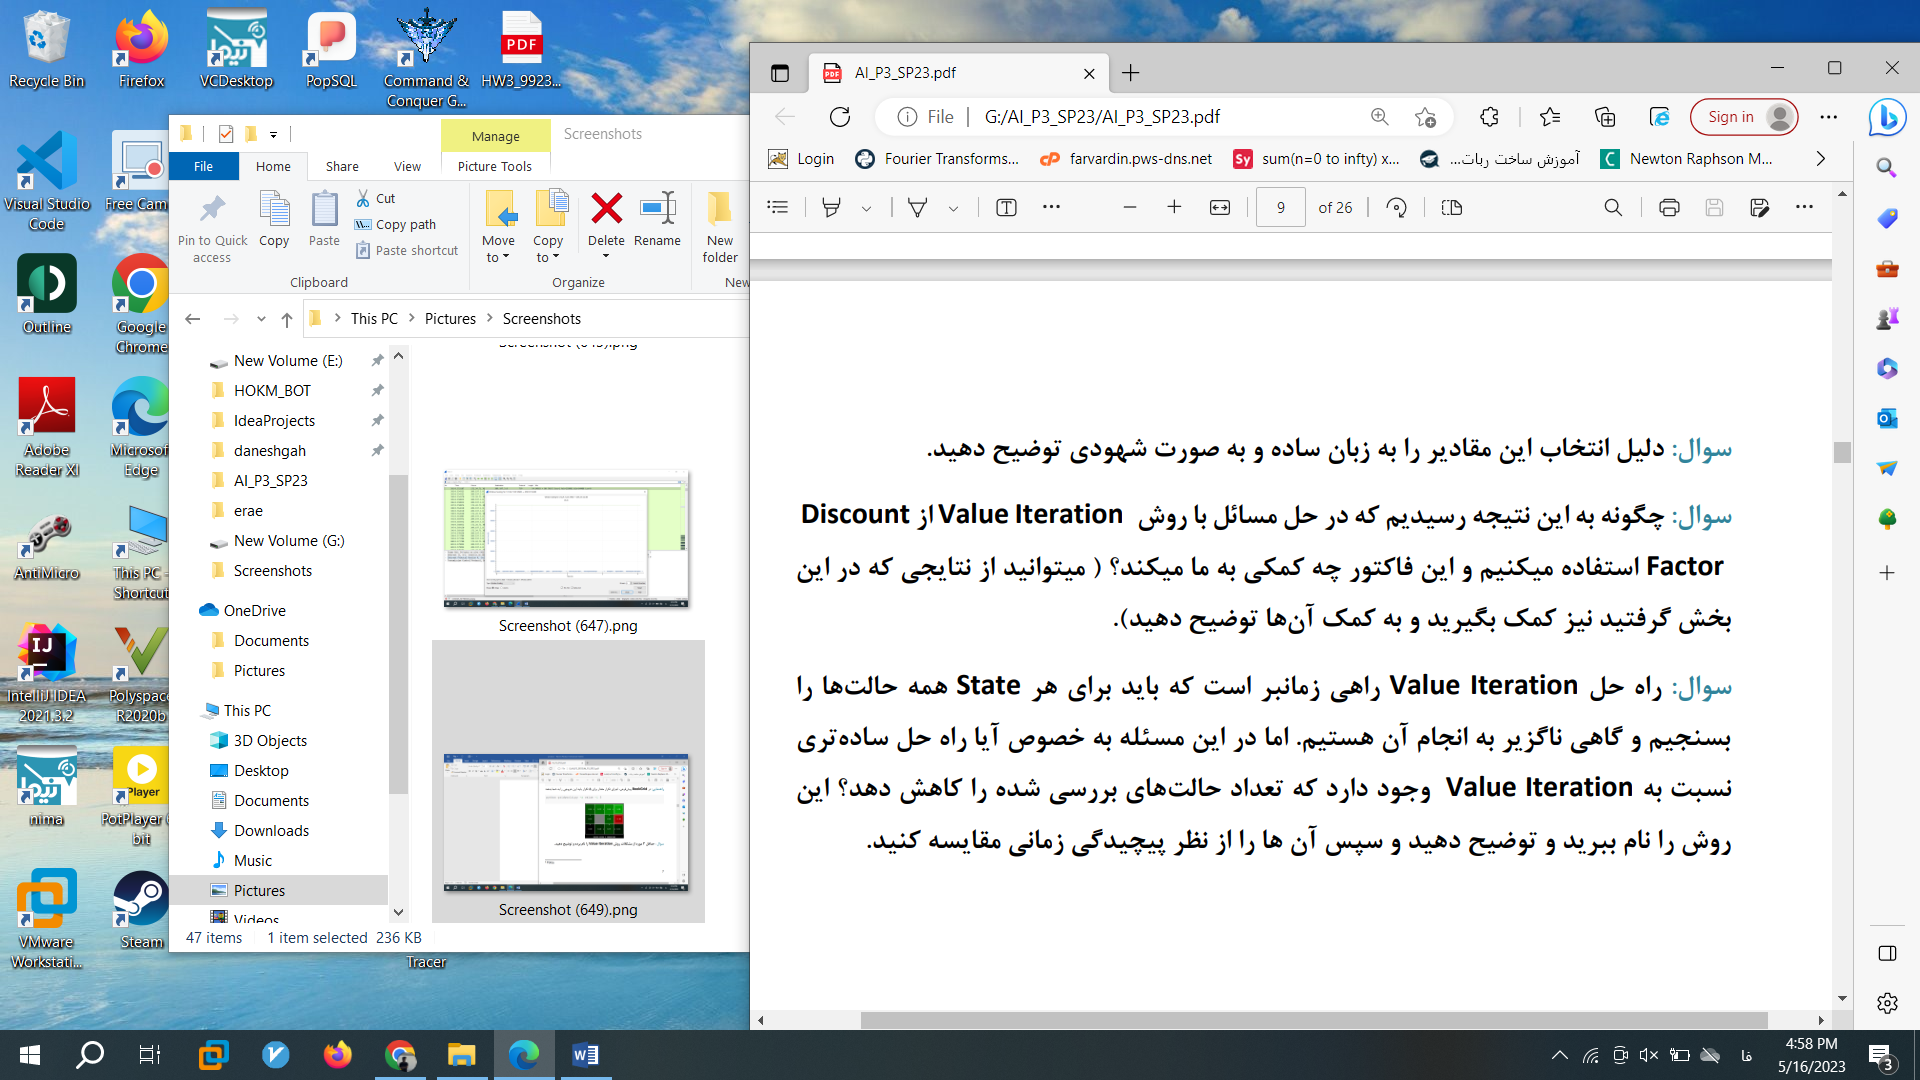 Recycle Bin
Firefox
VCDesktop
PopSQL
Command &
Conquer G...
HW3_9923...
Visual Studio
Code
Free Cam
Outline
Google
Chrome
Adobe
Reader XI
Microsof
Edge
AntiMicro
This PC -
Shortcut
IntelliJ IDEA
2021.3.2
Polyspace
R2020b
nima
PotPlayer
bit
VMware
Workstati...
Steam
Tracer
Manage
Screenshots
File
Home
Share
View
Picture Tools
Pin to Quick
access
Copy
Paste
Cut
Copy path
Paste shortcut
Clipboard
Move
to
Copy
to
Delete
Rename
Organize
New
folder
New
This PC
Pictures
Screenshots
New Volume (E:)
HOKM_BOT
IdeaProjects
daneshgah
AI_P3_SP23
erae
New Volume (G:)
Screenshots
OneDrive
Documents
Pictures
This PC
3D Objects
Desktop
Documents
Downloads
Music
Pictures
Videos
Screenshot (647).png
Screenshot (649).png
47 items
1 item selected 236 KB
AI_P3_SP23.pdf
File
G:/AI_P3_SP23/AI_P3_SP23.pdf
Sign in
Login
Fourier Transforms...
farvardin.pws-dns.net
sum(n=0 to infty) x...
آموزش ساخت ربات...
Newton Raphson M...
9 of 26
سوال: دلیل انتخاب این مقادیر را به زبان ساده و به صورت شهودی توضیح دهید.
سوال: چگونه به این نتیجه رسیدیم که در حل مسائل با روش Value Iteration از Discount
Factor استفاده میکنیم و این فاکتور چه کمکی به ما میکند؟ ( میتوانید از نتایجی که در این
بخش گرفتید نیز کمک بگیرید و به کمک آن‌ها توضیح دهید).
سوال: راه حل Value Iteration راهی زمانبر است که باید برای هر State همه حالت‌ها را
بسنجیم و گاهی ناگزیر به انجام آن هستیم. اما در این مسئله به خصوص آیا راه حل ساده‌تری
نسبت به Value Iteration وجود دارد که تعداد حالت‌های بررسی شده را کاهش دهد؟ این
روش را نام ببرید و توضیح دهید و سپس آن ها را از نظر پیچیدگی زمانی مقایسه کنید.
فا
4:58 PM
5/16/2023
3